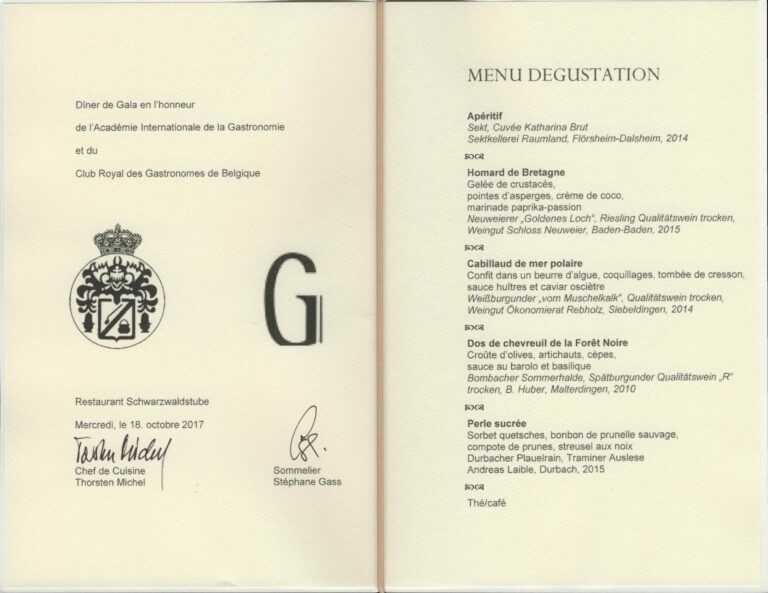 Dîner de Gala en l'honneur
de l'Académie Internationale de la Gastronomie
et du
Club Royal des Gastronomes de Belgique
G
Restaurant Schwarzwaldstube
Mercredi, le 18. octobre 2017
Chef de Cuisine
Thorsten Michel
Sommelier
Stéphane Gass
MENU DEGUSTATION
Apéritif
Sekt, Cuvée Katharina Brut
Sektkellerei Raumland, Flörsheim-Dalsheim, 2014
Homard de Bretagne
Gelée de crustacés,
pointes d'asperges, crème de coco,
marinade paprika-passion
Neuweierer „Goldenes Loch", Riesling Qualitätswein trocken,
Weingut Schloss Neuweier, Baden-Baden, 2015
Cabillaud de mer polaire
Confit dans un beurre d'algue, coquillages, tombée de cresson,
sauce huîtres et caviar osciètre
Weißburgunder „vom Muschelkalk", Qualitätswein trocken,
Weingut Ökonomierat Rebholz, Siebeldingen, 2014
Dos de chevreuil de la Forêt Noire
Croûte d'olives, artichauts, cèpes,
sauce au barolo et basilique
Bombacher Sommerhalde, Spätburgunder Qualitätswein „R"
trocken, B. Huber, Malterdingen, 2010
Perle sucrée
Sorbet quetsches, bonbon de prunelle sauvage,
compote de prunes, streusel aux noix
Durbacher Plauelrain, Traminer Auslese
Andreas Laible, Durbach, 2015
Thé/café